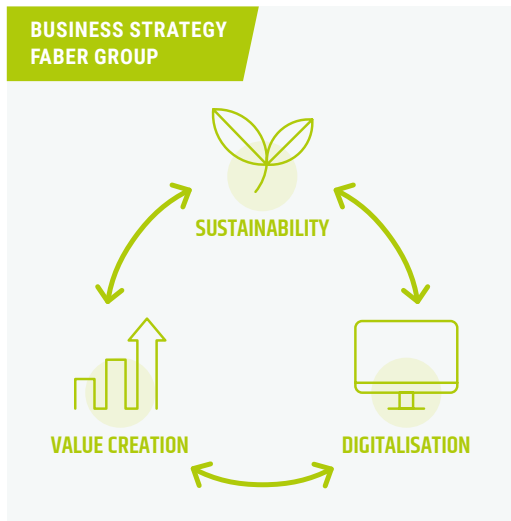 BUSINESS STRATEGY
FABER GROUP
SUSTAINABILITY
VALUE CREATION
DIGITALISATION